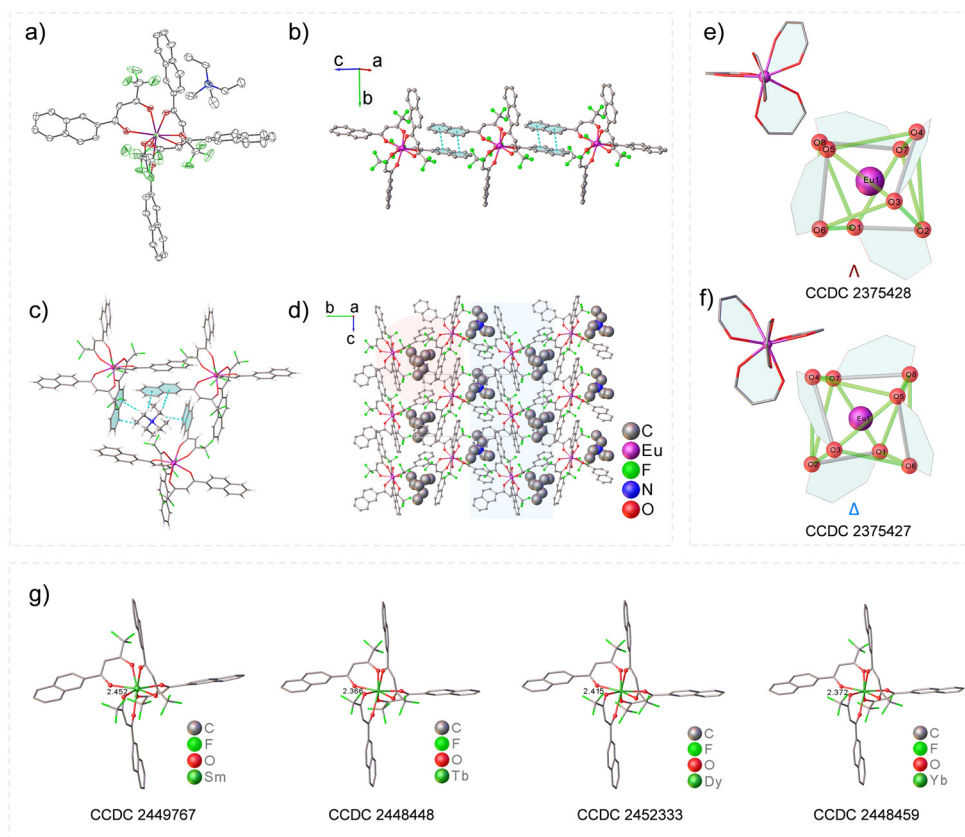 a)
b)
c
a
b
c)
d)
b
a
c
C
Eu
F
N
O
e)
O4
O8
O5
O7
Eu1
O3
O6
O1
O2
Λ
CCDC 2375428
f)
O4
O7
O8
O5
Eu1
O3
O1
O2
O6
Δ
CCDC 2375427
g)
2.452
C
F
O
Sm
CCDC 2449767
2.366
C
F
O
Tb
CCDC 2448448
2.415
C
F
O
Dy
CCDC 2452333
2.372
C
F
O
Yb
CCDC 2448459